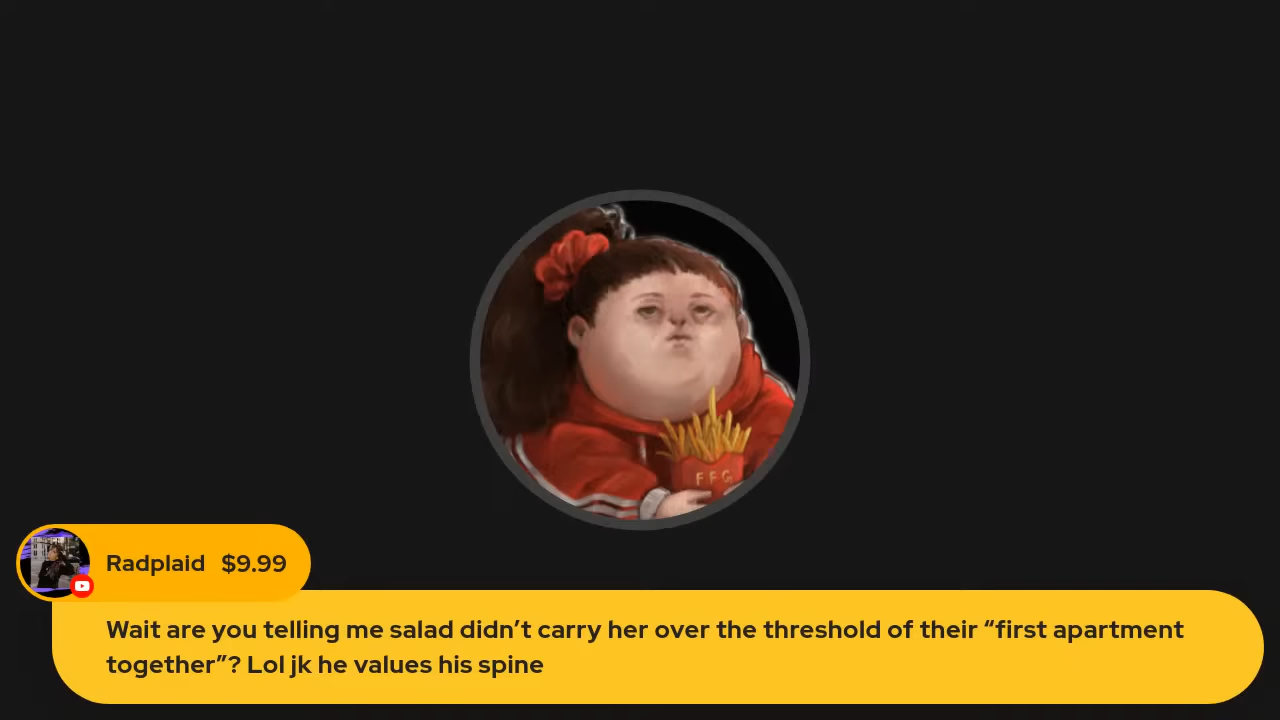 FFG
Radplaid $9.99
Wait are you telling me salad didn’t carry her over the threshold of their “first apartment
together”? Lol jk he values his spine